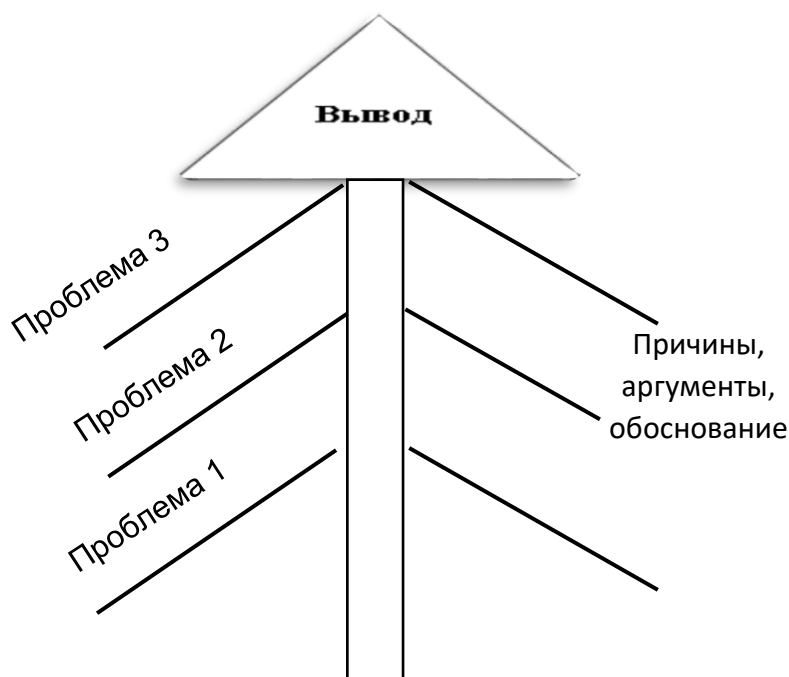 Вывод
Проблема 3
Проблема 2
Проблема 1
Причины,
аргументы,
обоснование